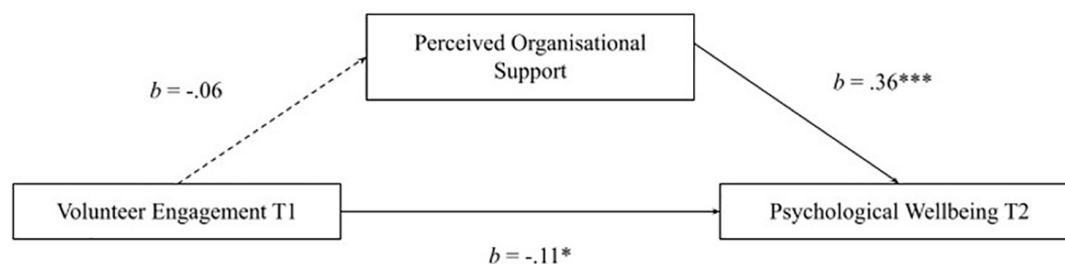 Perceived Organisational
Support
b = -.06
b = .36***
Volunteer Engagement T1
Psychological Wellbeing T2
b = -.11*